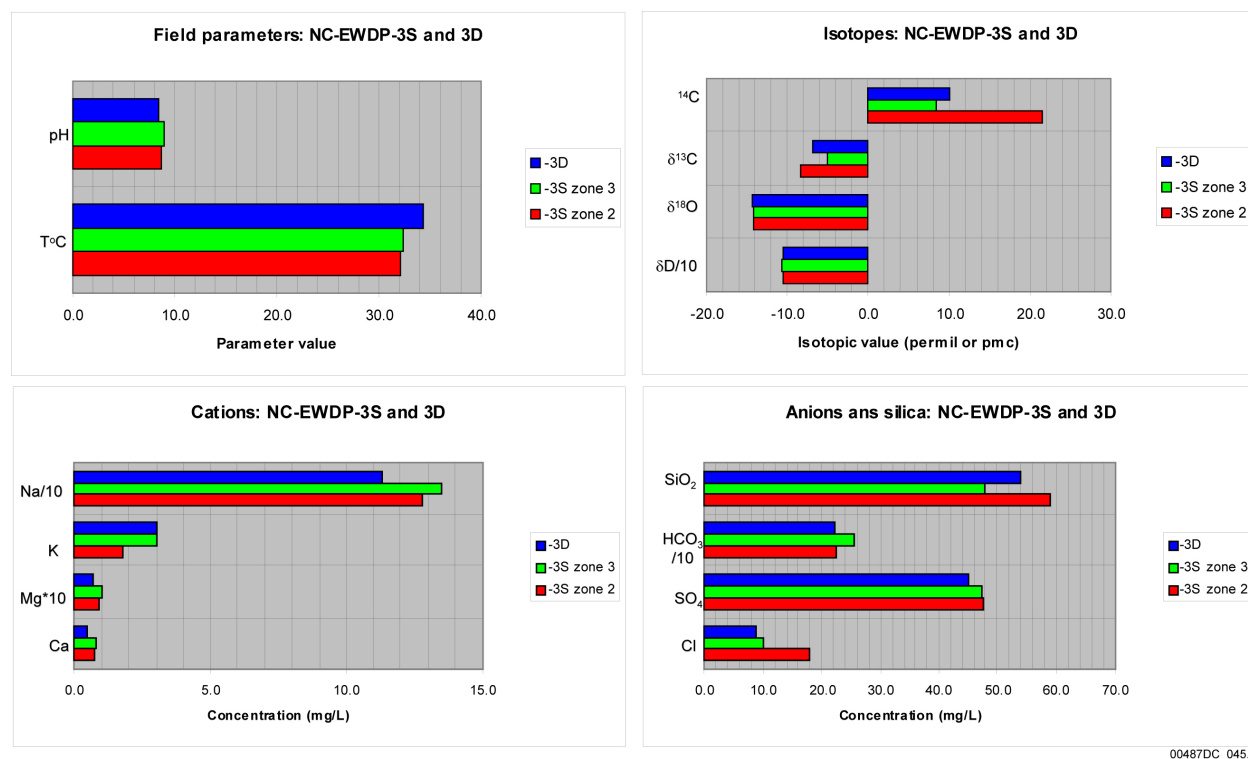 Field parameters: NC-EWDP-3S and 3D
pH
T°C
0.0 10.0 20.0 30.0 40.0
Parameter value
-3D
-3S zone 3
-3S zone 2
Isotopes: NC-EWDP-3S and 3D
¹⁴C
δ¹³C
δ¹⁸O
δD/10
-20.0 -10.0 0.0 10.0 20.0 30.0
Isotopic value (permil or pmc)
-3D
-3S zone 3
-3S zone 2
Cations: NC-EWDP-3S and 3D
Na/10
K
Mg*10
Ca
0.0 5.0 10.0 15.0
Concentration (mg/L)
-3D
-3S zone 3
-3S zone 2
Anions ans silica: NC-EWDP-3S and 3D
SiO₂
HCO₃
/10
SO₄
Cl
0.0 10.0 20.0 30.0 40.0 50.0 60.0 70.0
Concentration (mg/L)
-3D
-3S zone 3
-3S zone 2
00487DC 045.